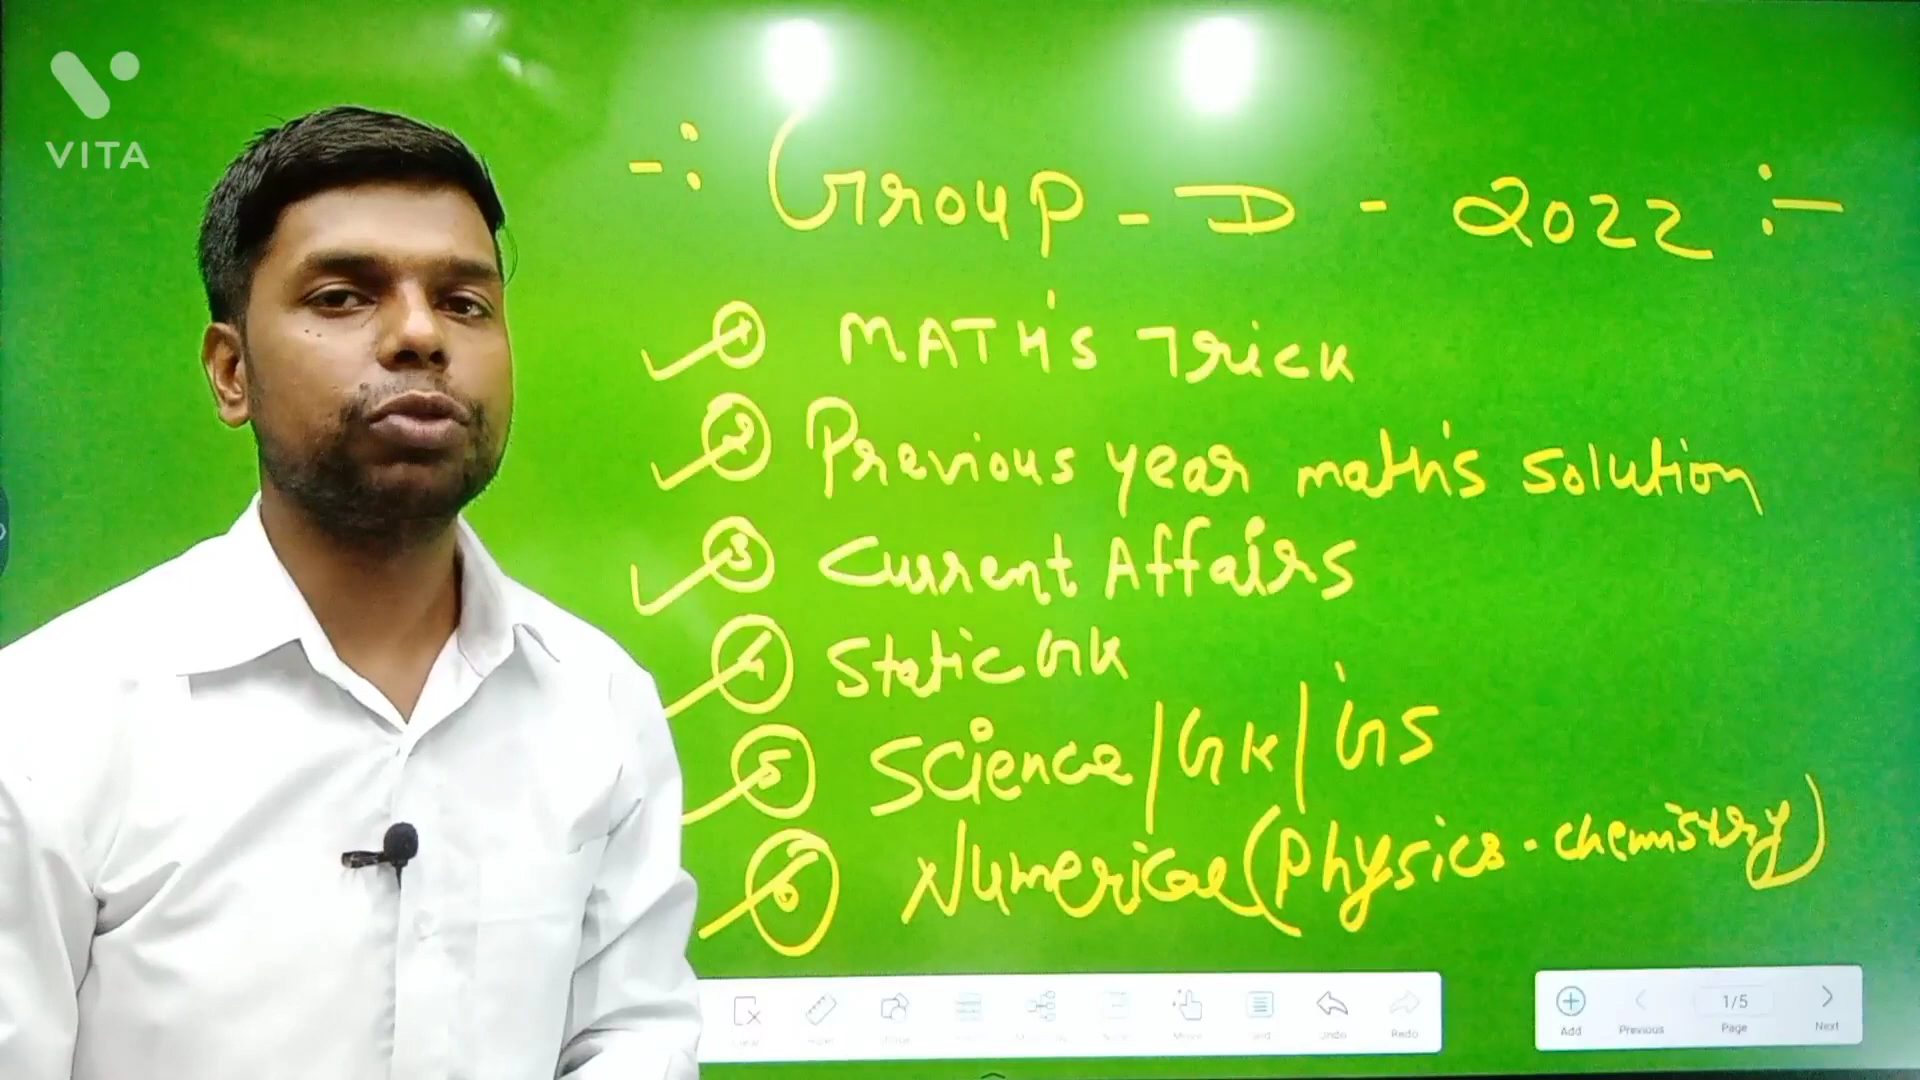 VITA
-: Group - D - 2022 :-
1 MATH'S Trick
2 Previous year math's solution
3 Current Affairs
4 Static GK
5 Science/GK/GS
6 Numerical (Physics - chemistry)
Undo
Redo
Add
Previous
1/5
Page
Next